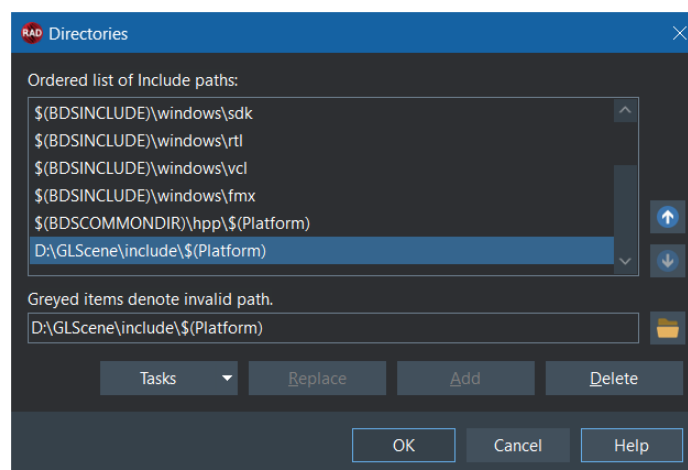 RAD Directories
Ordered list of Include paths:
$(BDSINCLUDE)\windows\sdk
$(BDSINCLUDE)\windows\rtl
$(BDSINCLUDE)\windows\vcl
$(BDSINCLUDE)\windows\fmx
$(BDSCOMMONDIR)\hpp\$(Platform)
D:\GLScene\include\$(Platform)
Greyed items denote invalid path.
D:\GLScene\include\$(Platform)
Tasks Replace Add Delete
OK Cancel Help